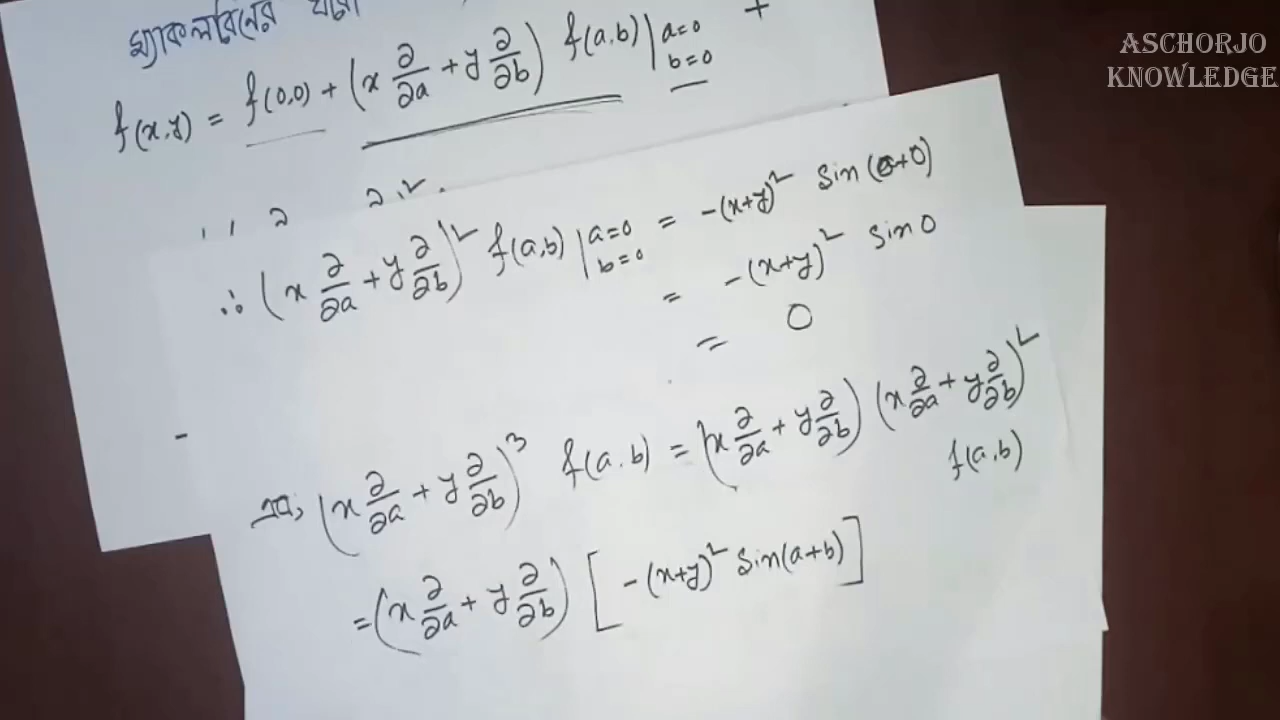 ম্যাকলরিনের
ASCHORJO
KNOWLEDGE
f(x,y) = f(0,0) + (x ∂/∂a + y ∂/∂b) f(a,b) | a=0 b=0 +
∴ (x ∂/∂a + y ∂/∂b)² f(a,b) | a=0 b=0 = -(x+y)² sin(0+0)
= -(x+y)² sin 0
= 0
এবং (x ∂/∂a + y ∂/∂b)³ f(a.b) = (x ∂/∂a + y ∂/∂b) (x ∂/∂a + y ∂/∂b)²
f(a,b)
= (x ∂/∂a + y ∂/∂b) [ -(x+y)² sin(a+b) ]